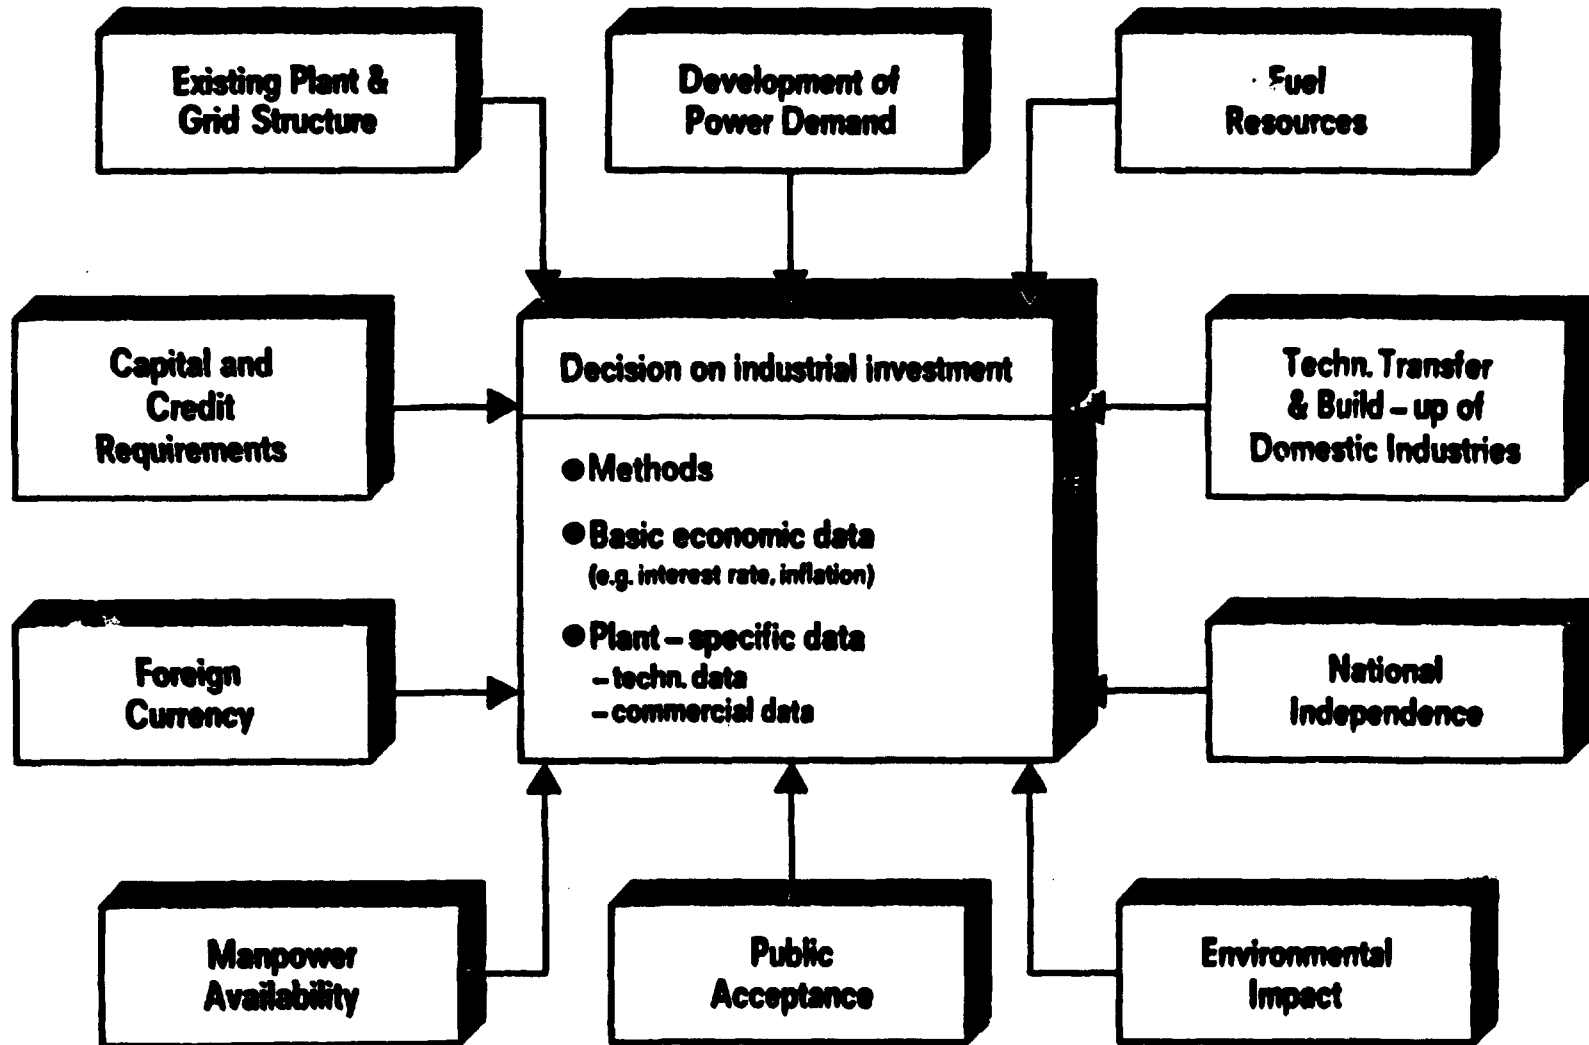 Existing Plant &
Grid Structure
Development of
Power Demand
Fuel
Resources
Capital and
Credit
Requirements
Decision on industrial investment
● Methods
● Basic economic data
(e.g. interest rate, inflation)
● Plant – specific data
– techn. data
– commercial data
Techn. Transfer
& Build – up of
Domestic Industries
Foreign
Currency
National
Independence
Manpower
Availability
Public
Acceptance
Environmental
Impact